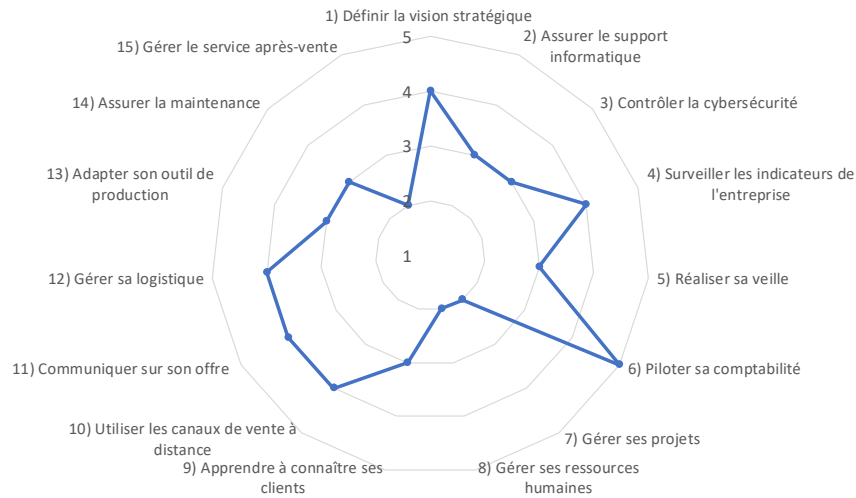 1) Définir la vision stratégique
2) Assurer le support
informatique
3) Contrôler la cybersécurité
4) Surveiller les indicateurs de
l'entreprise
5) Réaliser sa veille
6) Piloter sa comptabilité
7) Gérer ses projets
8) Gérer ses ressources
humaines
9) Apprendre à connaître ses
clients
10) Utiliser les canaux de vente à
distance
11) Communiquer sur son offre
12) Gérer sa logistique
13) Adapter son outil de
production
14) Assurer la maintenance
15) Gérer le service après-vente
5
4
3
2
1